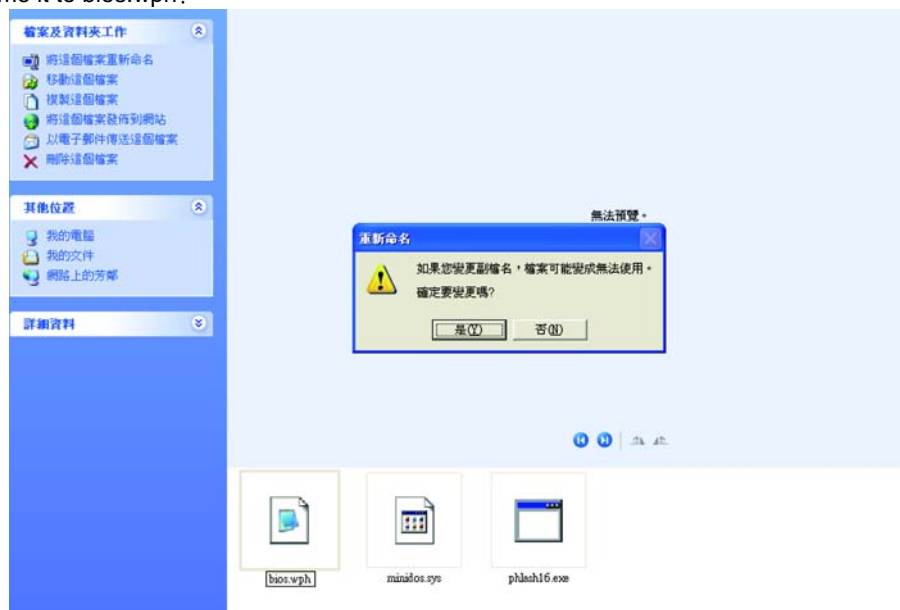 me it to bios.wph.
檔案及資料夾工作
將這個檔案重新命名
移動這個檔案
複製這個檔案
將這個檔案發佈到網站
以電子郵件傳送這個檔案
刪除這個檔案
其他位置
我的電腦
我的文件
網路上的芳鄰
詳細資料
無法預覽。
重新命名
如果您變更副檔名，檔案可能變成無法使用。
確定要變更嗎?
是(Y)
否(N)
bios.wph
minidos.sys
phlash16.exe